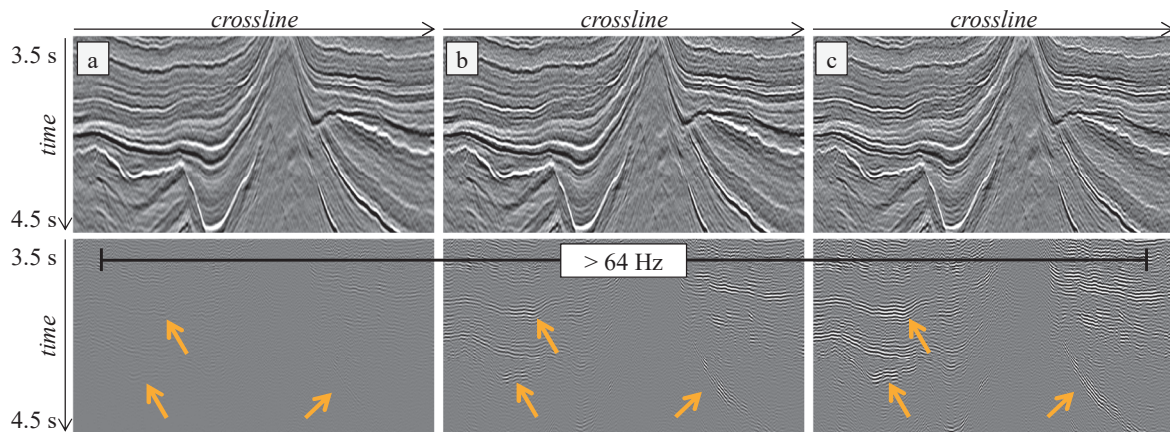 crossline crossline crossline
3.5 s
a b c
time
4.5 s
3.5 s
> 64 Hz
time
4.5 s